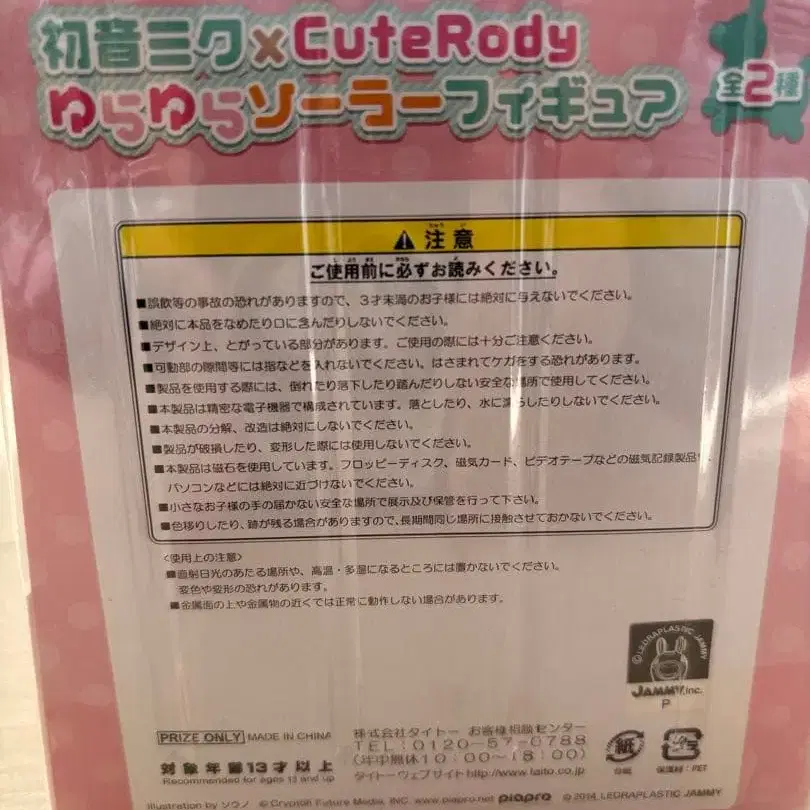 初音ミク×CuteRody
ゆらゆらソーラーフィギュア
全2種
注意
ご使用前に必ずお読みください。
■誤飲等の事故の恐れがありますので、3才未満のお子様には絶対に与えないでください。
■絶対に本品をなめたり口に含んだりしないでください。
■デザイン上、とがっている部分があります。ご使用の際には十分ご注意ください。
■可動部の隙間等には指などを入れないでください。はさまれてケガをする恐れがあります。
■製品を使用する際には、倒れたり落下したり踏んだりしない安全な場所で使用してください。
■本製品は精密な電子機器で構成されています。落としたり、水に濡らしたりしないでください。
■本製品の分解、改造は絶対にしないでください。
■製品が破損したり、変形した際には使用しないでください。
■本製品は磁石を使用しています。フロッピーディスク、磁気カード、ビデオテープなどの磁気記録製品や、
パソコンなどには絶対に近づけないでください。
■小さなお子様の手の届かない安全な場所で展示及び保管を行って下さい。
■色移りしたり、跡が残る場合がありますので、長期間同じ場所に接触させておかないでください。
<使用上の注意>
■直射日光のあたる場所や、高温・多湿になるところには置かないでください。
変色や変形の恐れがあります。
■金属面の上や金属物の近くでは正常に動作しない場合があります。
©LEDRAPLASTIC JAMMY
JAMMY,inc.
P
PRIZE ONLY MADE IN CHINA
対象年齢13才以上
Recommended for ages 13 and up
株式会社タイトー お客様相談センター
TEL:0120-57-0788
(年中無休10:00~18:00)
タイトーウェブサイト http://www.taito.co.jp
紙
台紙
プラ
保護材:PET
Illustration by ソウノ © Crypton Future Media, INC. www.piapro.net piapro © 2014 LEDRAPLASTIC JAMMY